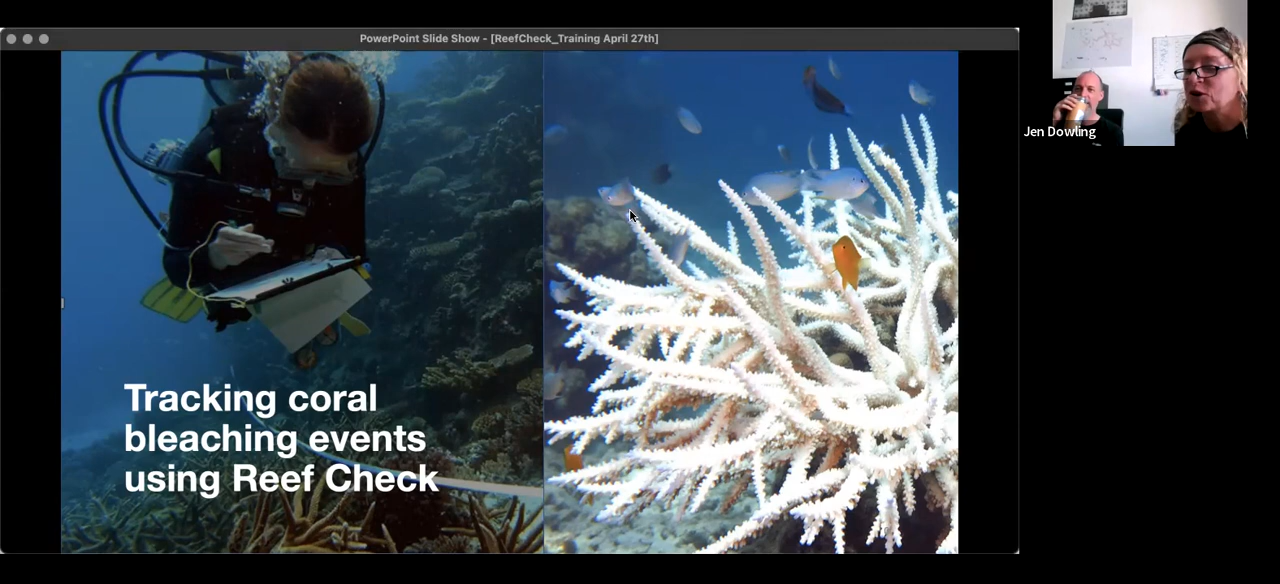 PowerPoint Slide Show - [ReefCheck_Training April 27th]
Jen Dowling
Tracking coral
bleaching events
using Reef Check